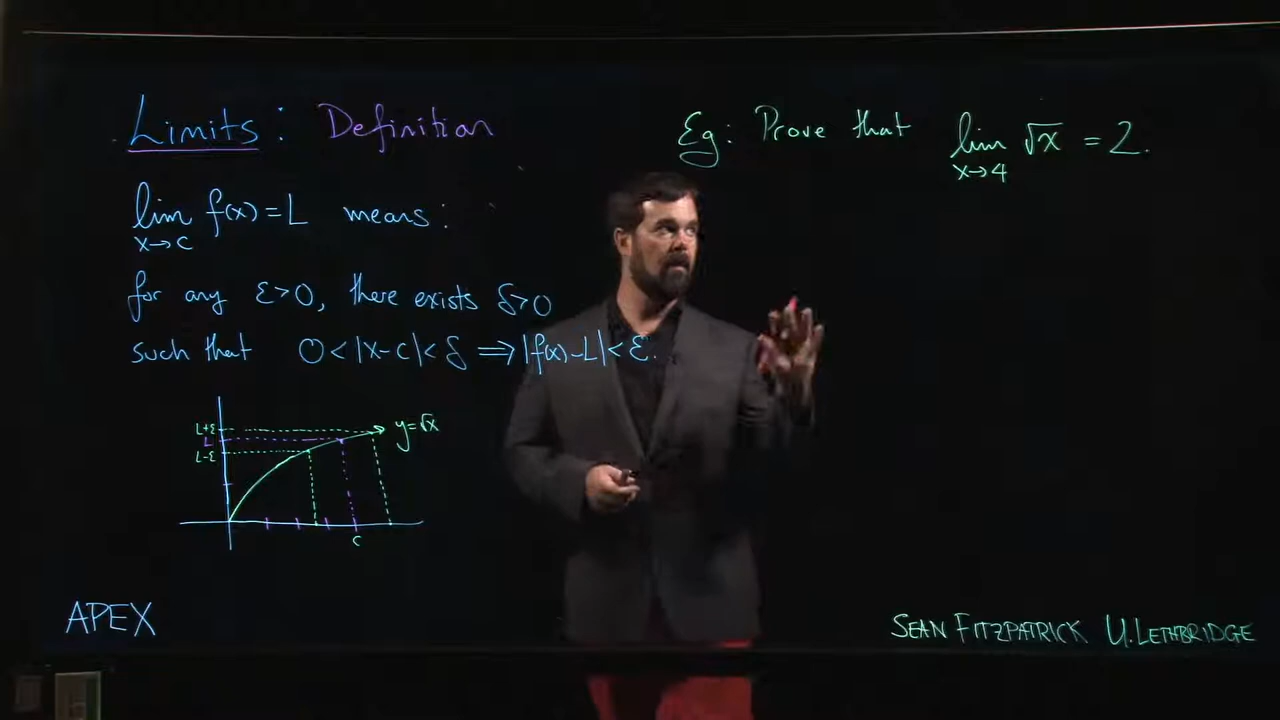 Limits: Definition
lim f(x) = L means:
x→c
for any ε>0, there exists δ>0
such that 0<|x-c|<δ ⟹ |f(x)-L|<ε.
L+ε
L
L-ε
y=√x
c
APEX
Eg: Prove that lim √x = 2.
x→4
SEAN FITZPATRICK U. LETHBRIDGE